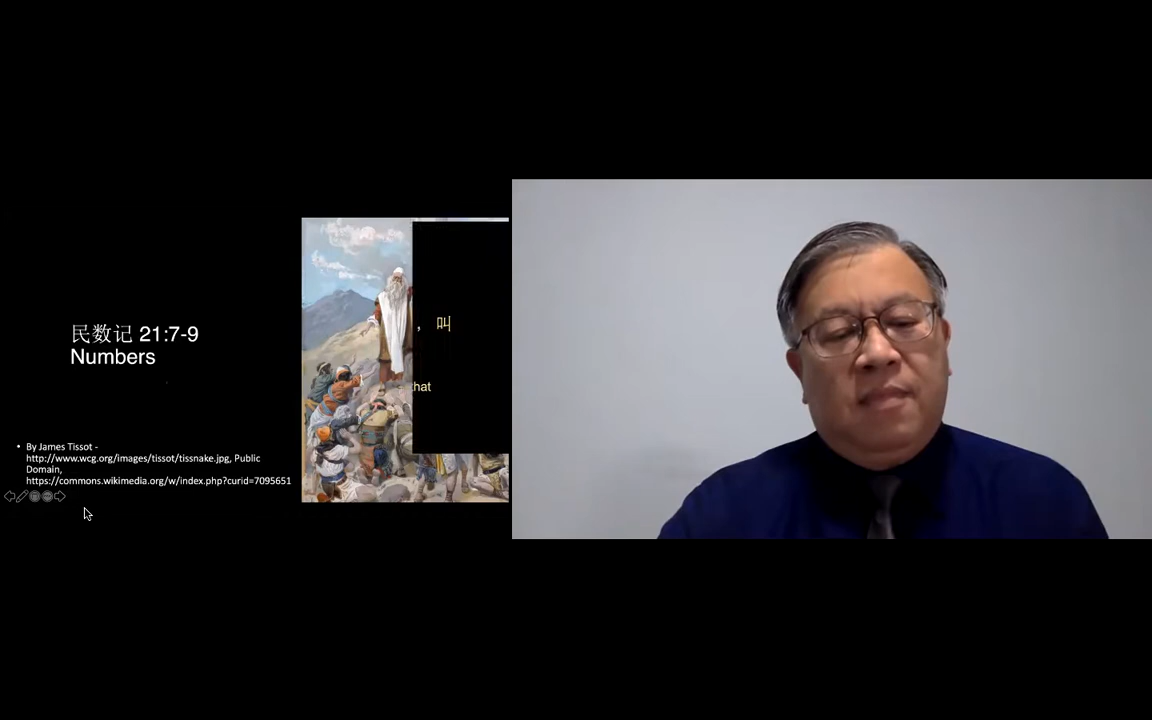 民数记 21:7-9
Numbers
, 叫
that
• By James Tissot -
http://www.wcg.org/images/tissot/tissnake.jpg, Public
Domain,
https://commons.wikimedia.org/w/index.php?curid=7095651